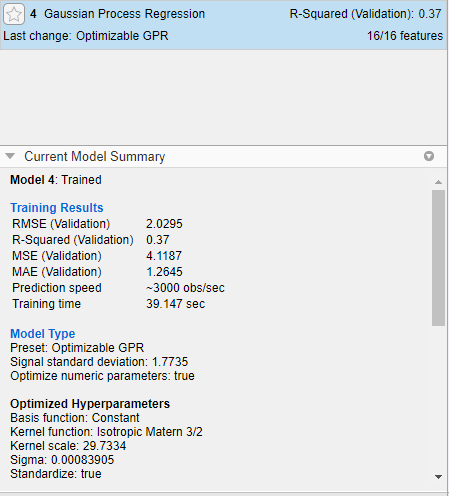 4 Gaussian Process Regression R-Squared (Validation): 0.37
Last change: Optimizable GPR 16/16 features
Current Model Summary
Model 4: Trained
Training Results
RMSE (Validation) 2.0295
R-Squared (Validation) 0.37
MSE (Validation) 4.1187
MAE (Validation) 1.2645
Prediction speed ~3000 obs/sec
Training time 39.147 sec
Model Type
Preset: Optimizable GPR
Signal standard deviation: 1.7735
Optimize numeric parameters: true
Optimized Hyperparameters
Basis function: Constant
Kernel function: Isotropic Matern 3/2
Kernel scale: 29.7334
Sigma: 0.00083905
Standardize: true